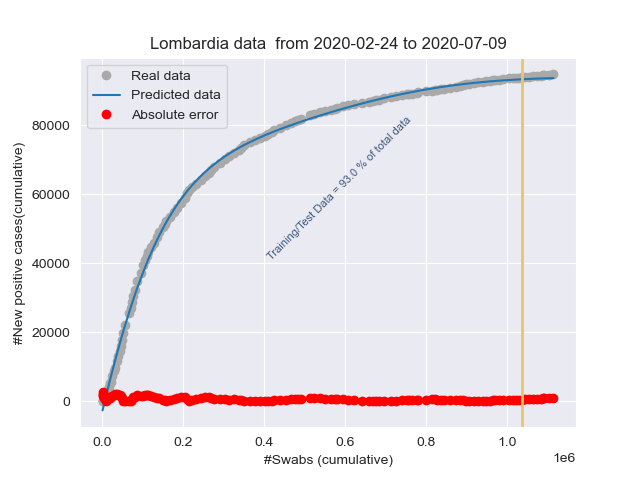 Lombardia data from 2020-02-24 to 2020-07-09
Real data
Predicted data
Absolute error
Training/Test Data = 93.0 % of total data
#New positive cases(cumulative)
80000
60000
40000
20000
0
0.0 0.2 0.4 0.6 0.8 1.0
1e6
#Swabs (cumulative)